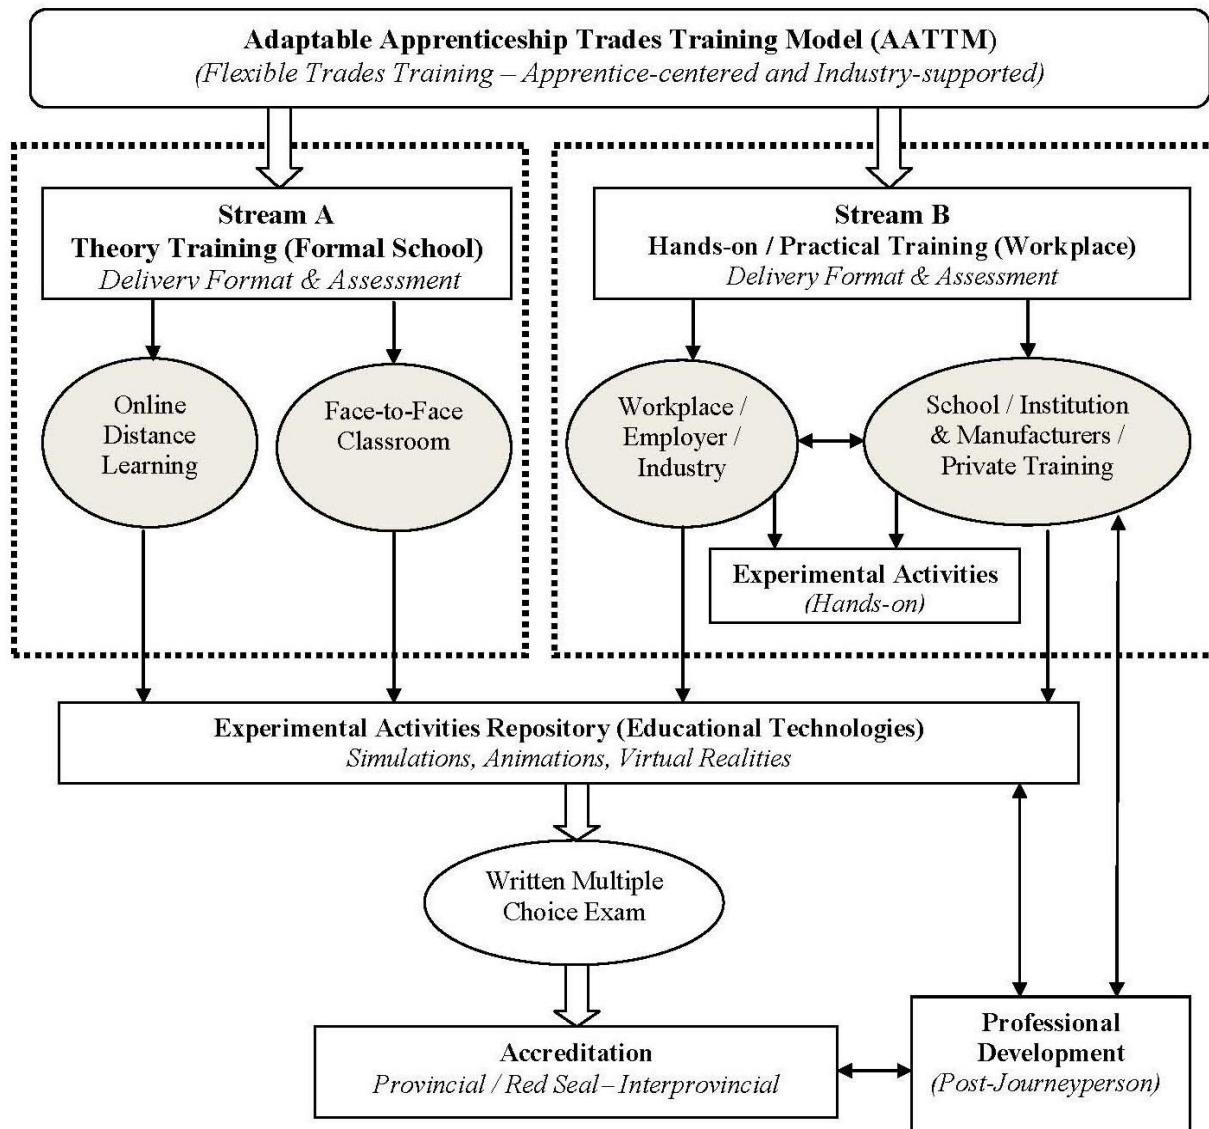 Adaptable Apprenticeship Trades Training Model (AATTM)
(Flexible Trades Training – Apprentice-centered and Industry-supported)
Stream A
Theory Training (Formal School)
Delivery Format & Assessment
Stream B
Hands-on / Practical Training (Workplace)
Delivery Format & Assessment
Online
Distance
Learning
Face-to-Face
Classroom
Workplace /
Employer /
Industry
School / Institution
& Manufacturers /
Private Training
Experimental Activities
(Hands-on)
Experimental Activities Repository (Educational Technologies)
Simulations, Animations, Virtual Realities
Written Multiple
Choice Exam
Accreditation
Provincial / Red Seal – Interprovincial
Professional
Development
(Post-Journeyperson)